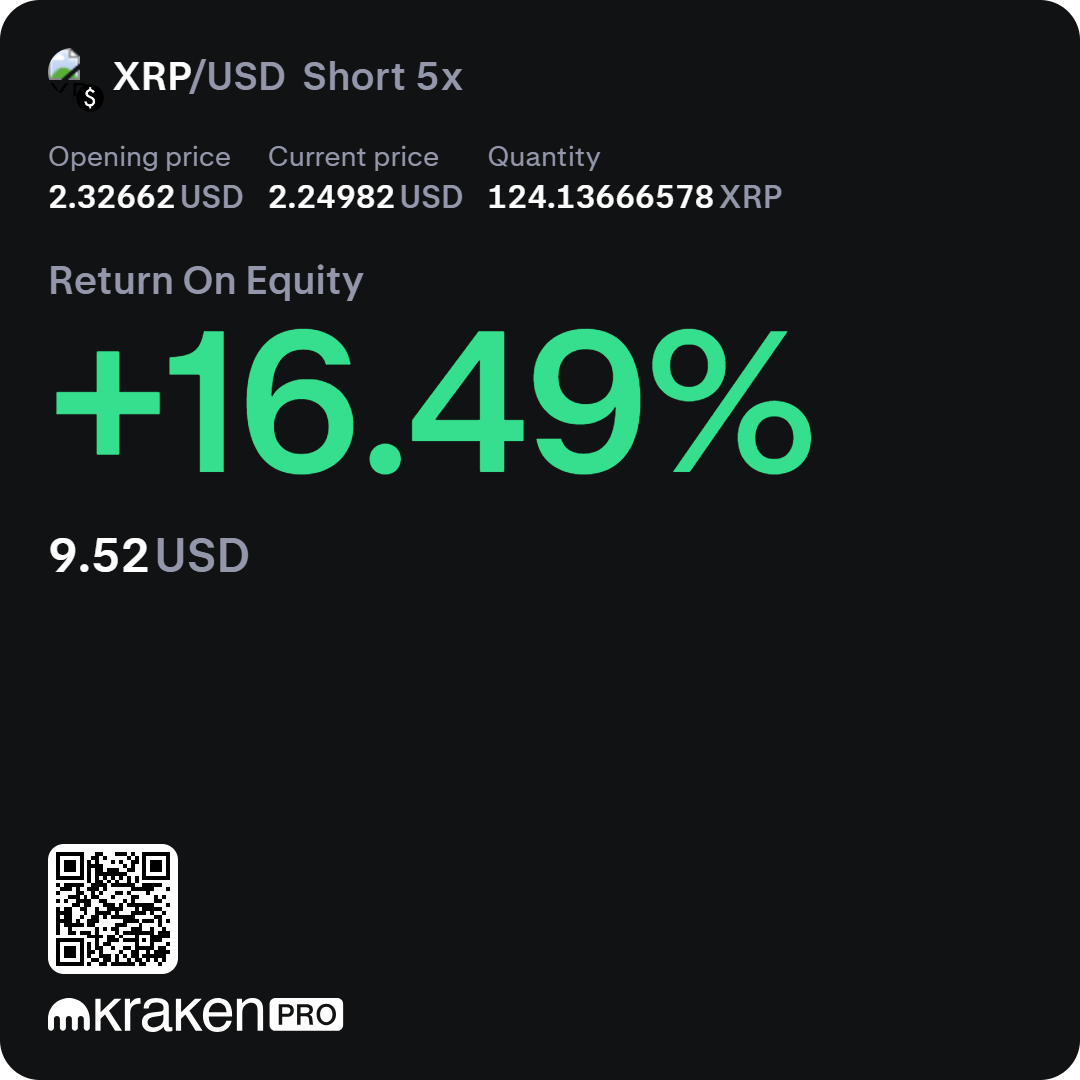 $ XRP/USD Short 5x
Opening price Current price Quantity
2.32662 USD 2.24982 USD 124.13666578 XRP
Return On Equity
+16.49%
9.52 USD
kraken PRO